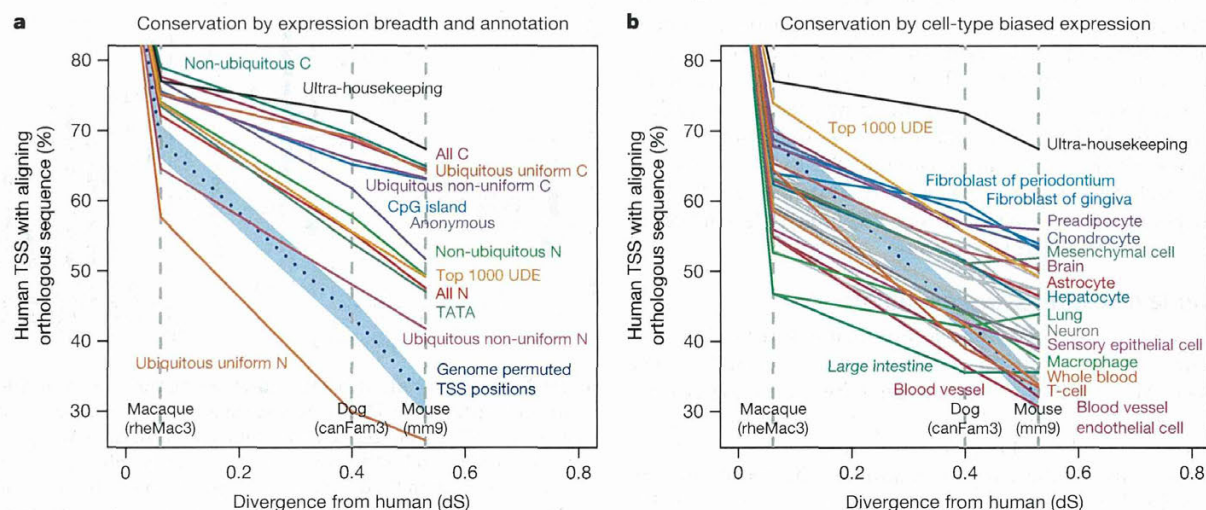 a
Conservation by expression breadth and annotation
Human TSS with aligning
orthologous sequence (%)
80
70
60
50
40
30
Non-ubiquitous C
Ultra-housekeeping
All C
Ubiquitous uniform C
Ubiquitous non-uniform C
CpG island
Anonymous
Non-ubiquitous N
Top 1000 UDE
All N
TATA
Ubiquitous non-uniform N
Ubiquitous uniform N
Genome permuted
TSS positions
Macaque
(rheMac3)
Dog
(canFam3)
Mouse
(mm9)
0 0.2 0.4 0.6 0.8
Divergence from human (dS)
b
Conservation by cell-type biased expression
Human TSS with aligning
orthologous sequence (%)
80
70
60
50
40
30
Top 1000 UDE
Ultra-housekeeping
Fibroblast of periodontium
Fibroblast of gingiva
Preadipocyte
Chondrocyte
Mesenchymal cell
Brain
Astrocyte
Hepatocyte
Lung
Neuron
Sensory epithelial cell
Macrophage
Large intestine
Whole blood
T-cell
Blood vessel
Blood vessel
endothelial cell
Macaque
(rheMac3)
Dog
(canFam3)
Mouse
(mm9)
0 0.2 0.4 0.6 0.8
Divergence from human (dS)